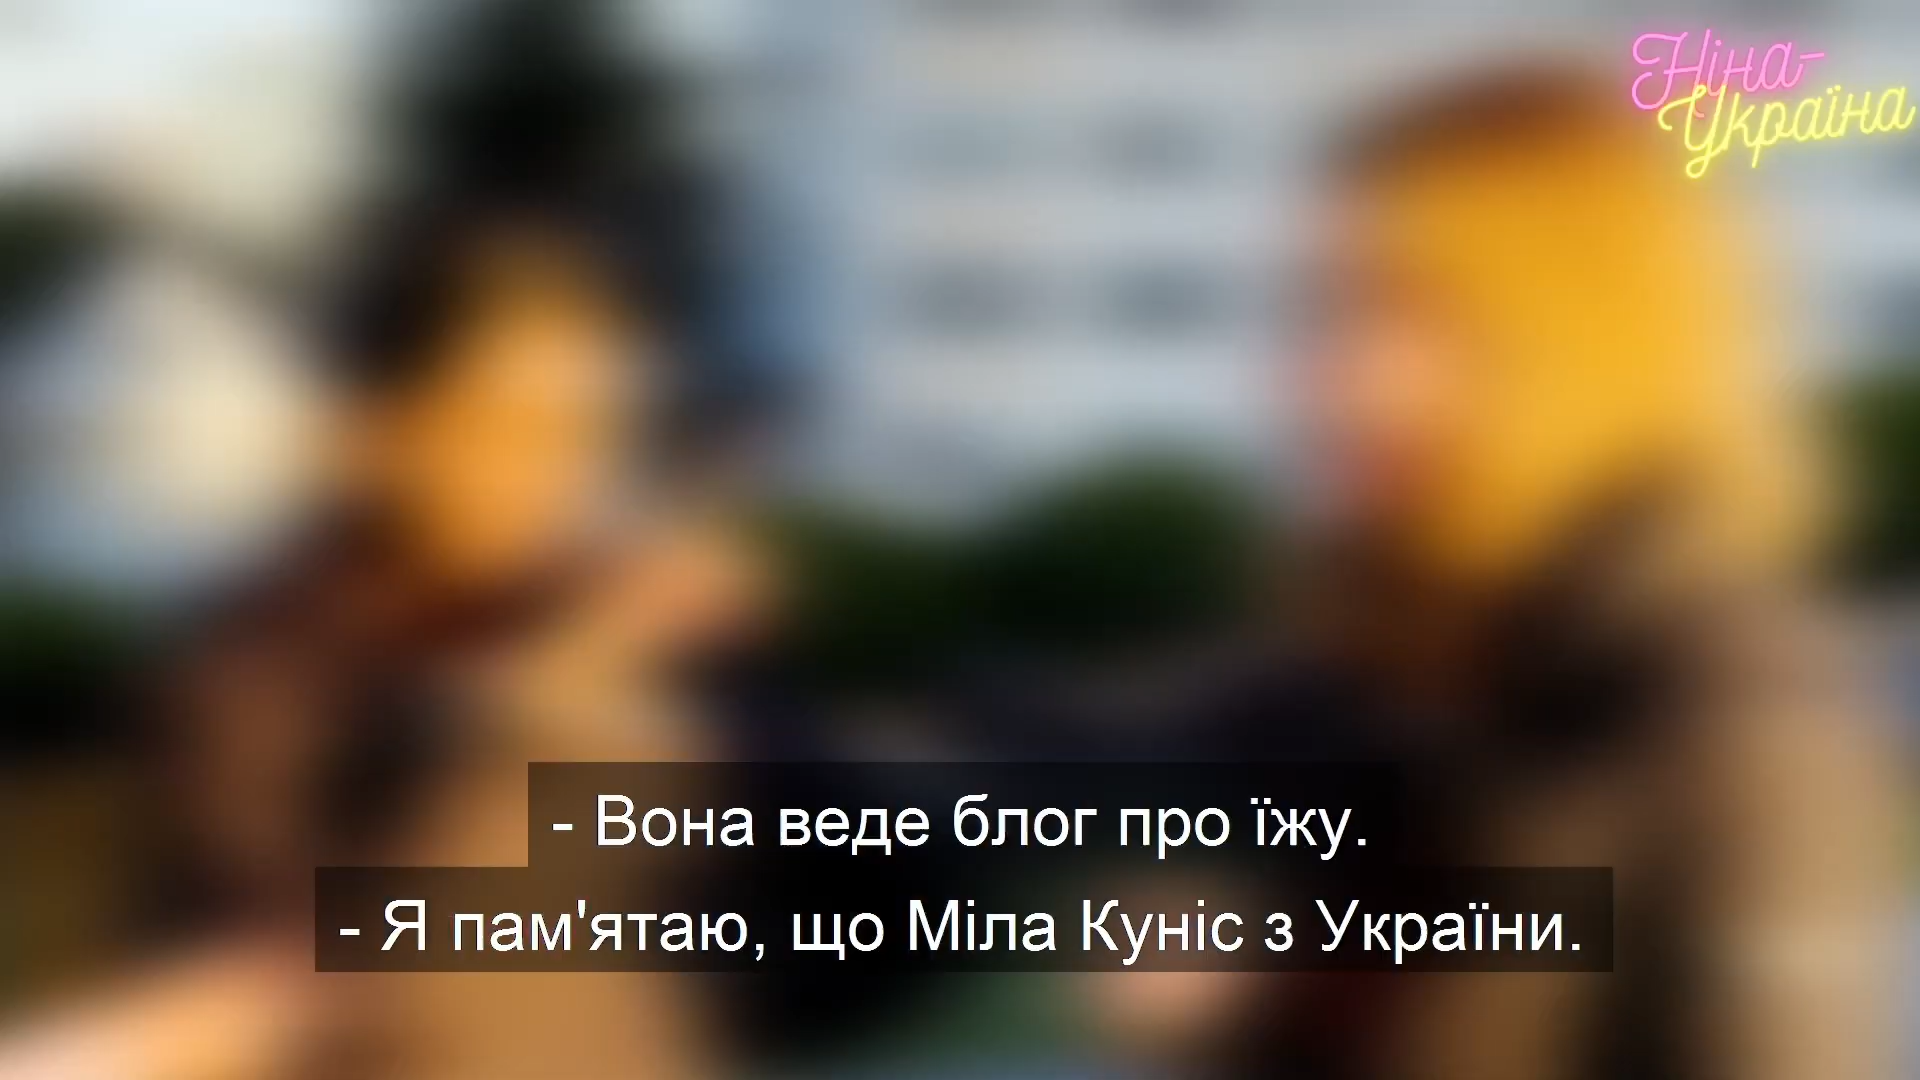 Ніна-
Україна
- Вона веде блог про їжу.
- Я пам'ятаю, що Міла Куніс з України.